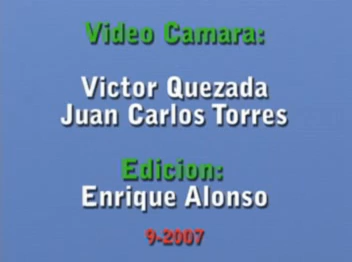 Video Camara:
Victor Quezada
Juan Carlos Torres
Edicion:
Enrique Alonso
9-2007